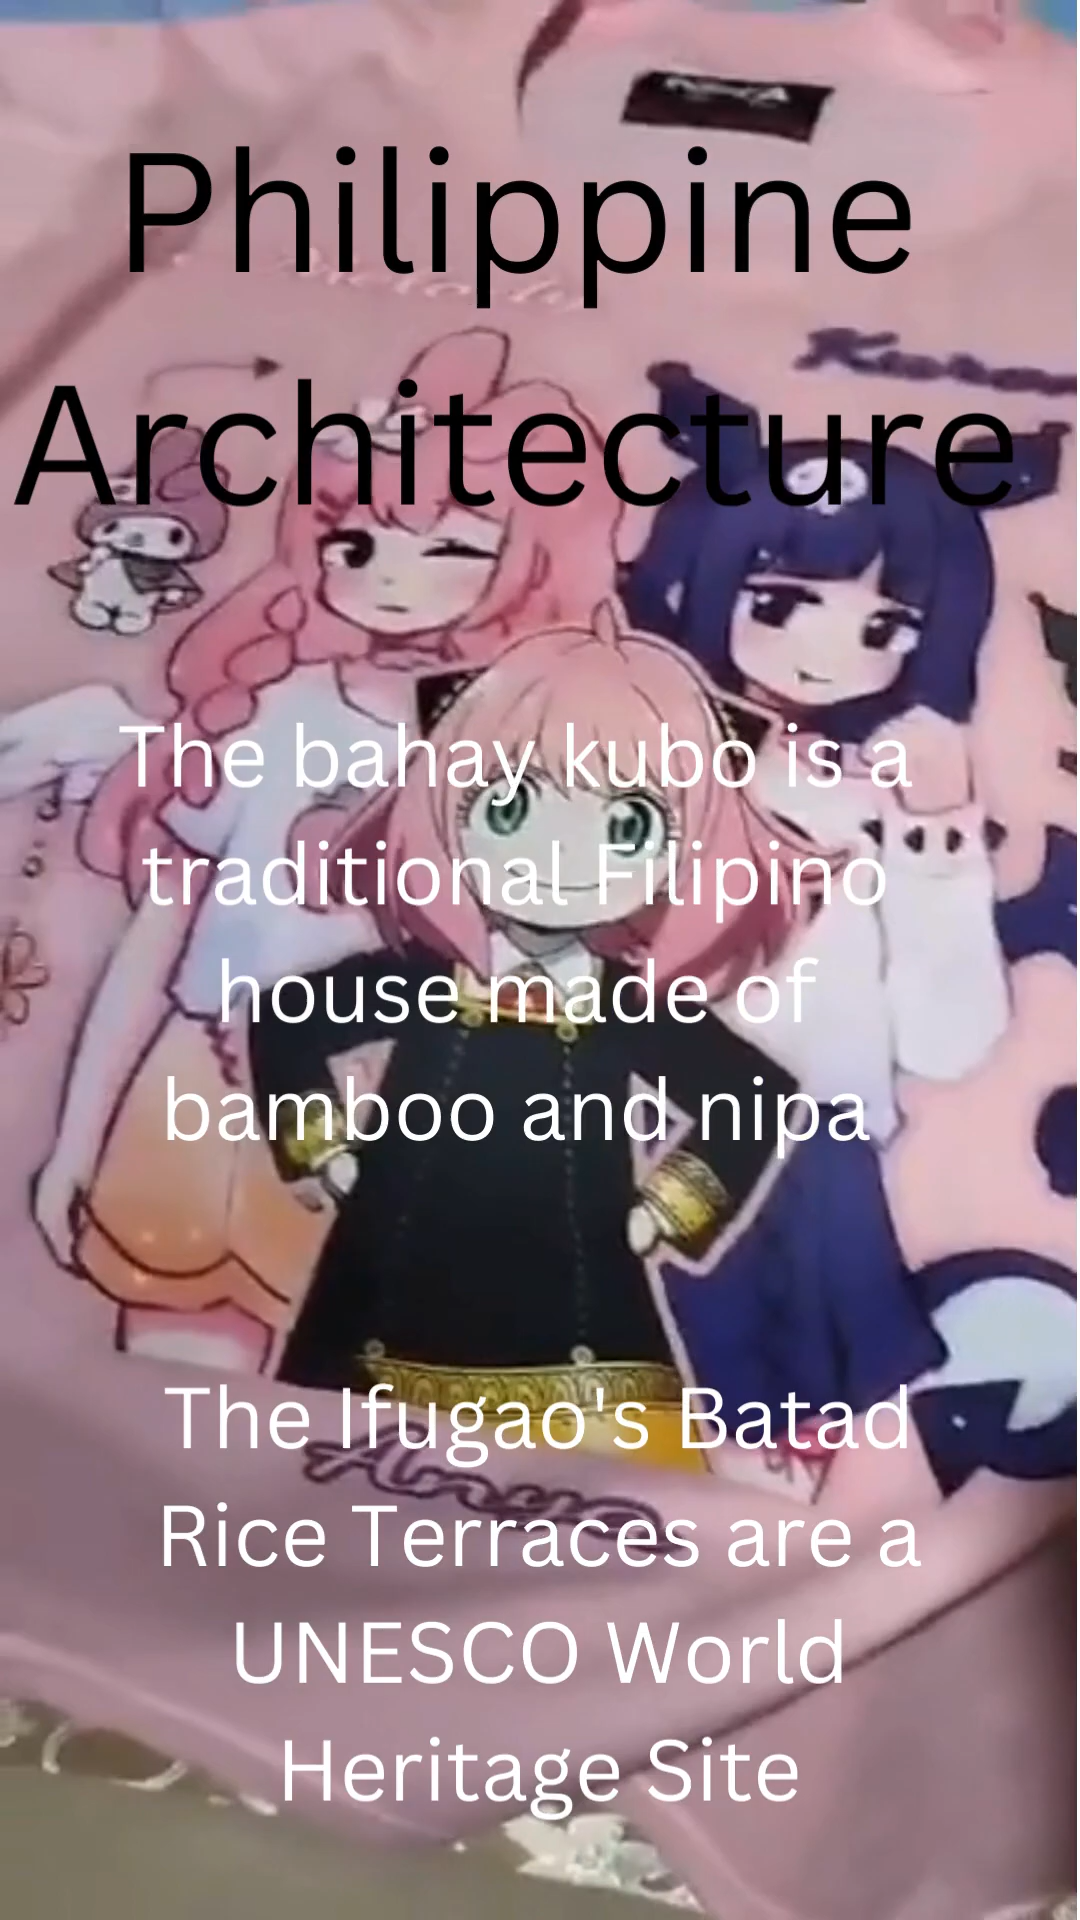 Philippine
Architecture
The bahay kubo is a
traditional Filipino
house made of
bamboo and nipa
Anya
The Ifugao's Batad
Rice Terraces are a
UNESCO World
Heritage Site